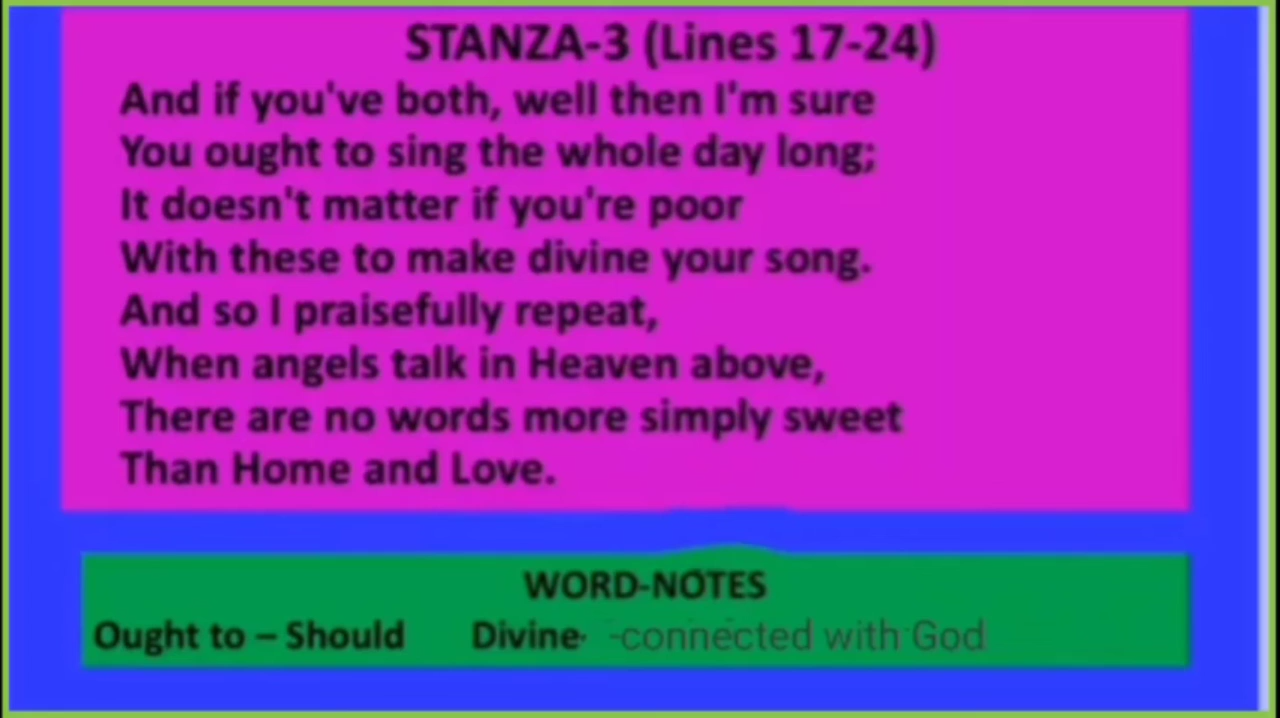 STANZA-3 (Lines 17-24)
And if you've both, well then I'm sure
You ought to sing the whole day long;
It doesn't matter if you're poor
With these to make divine your song.
And so I praisefully repeat,
When angels talk in Heaven above,
There are no words more simply sweet
Than Home and Love.
WORD-NOTES
Ought to – Should Divine -connected with God